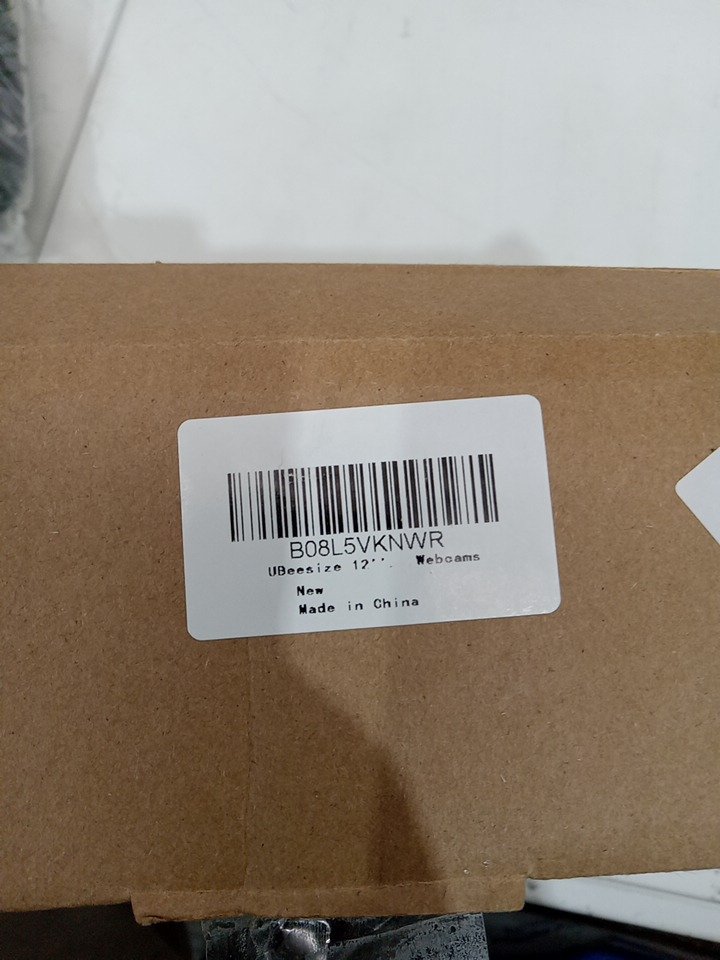 B08L5VKNWR
UBeesize 12''. Webcams
New
Made in China